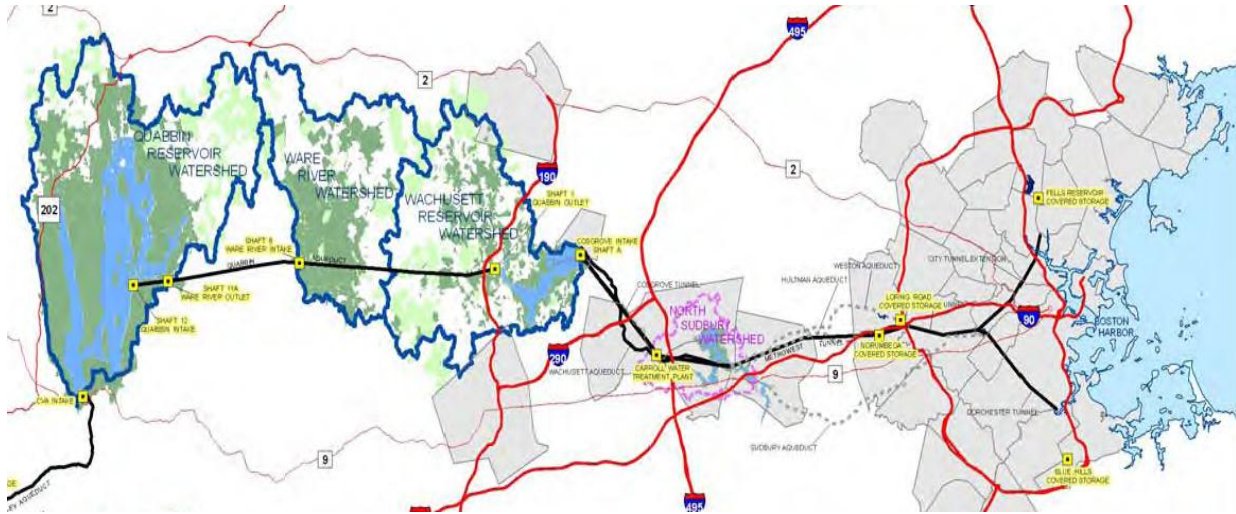 2
495
2
QUABBIN
RESERVOIR
WATERSHED
WARE
RIVER
WATERSHED
WACHUSETT
RESERVOIR
WATERSHED
190
2
202
SHAFT 1
QUABBIN OUTLET
FELLS RESERVOIR
COVERED STORAGE
SHAFT 8
WARE RIVER INTAKE
COSGROVE INTAKE
SHAFT A
QUABBIN
AQUEDUCT
WESTON AQUEDUCT
CITY TUNNEL EXTENSION
HULTMAN AQUEDUCT
SHAFT 11A
WARE RIVER OUTLET
COSGROVE TUNNEL
LORING ROAD
COVERED STORAGE
SHAFT 12
QUABBIN INTAKE
NORTH
SUDBURY
WATERSHED
90
BOSTON
HARBOR
METROWEST
TUNNEL
NORUMBEGA
COVERED STORAGE
290
WACHUSETT AQUEDUCT
CARROLL WATER
TREATMENT PLANT
9
CVA INTAKE
DORCHESTER TUNNEL
SUDBURY AQUEDUCT
9
BLUE HILLS
COVERED STORAGE
EY AQUEDUCT
495